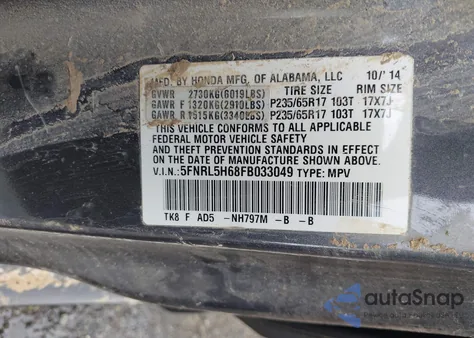 MFD. BY HONDA MFG. OF ALABAMA, LLC 10/'14
GVWR 2730KG(6019LBS) TIRE SIZE RIM SIZE
GAWR F 1320KG(2910LBS) P235/65R17 103T 17X7J
GAWR R 1515KG(3340LBS) P235/65R17 103T 17X7J
THIS VEHICLE CONFORMS TO ALL APPLICABLE
FEDERAL MOTOR VEHICLE SAFETY
AND THEFT PREVENTION STANDARDS IN EFFECT ON THE
DATE OF MANUFACTURE SHOWN ABOVE.
V.I.N.: 5FNRL5H68FB033049 TYPE: MPV
TK8 F AD5 -NH797M -B -B
autoSnap